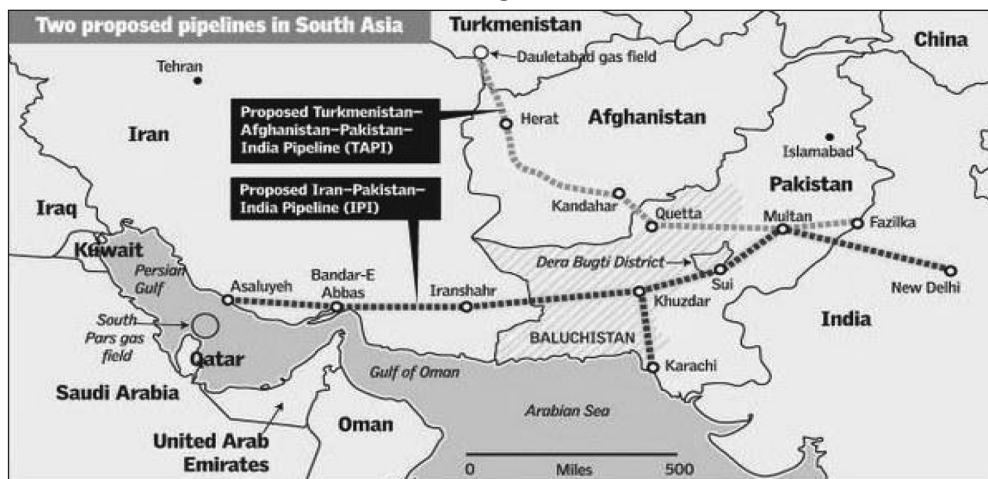 Two proposed pipelines in South Asia
Turkmenistan
China
Dauletabad gas field
Tehran
Proposed Turkmenistan–
Afghanistan–Pakistan–
India Pipeline (TAPI)
Herat
Afghanistan
Iran
Islamabad
Proposed Iran–Pakistan–
India Pipeline (IPI)
Pakistan
Iraq
Kandahar
Quetta
Multan
Fazilka
Kuwait
Persian
Gulf
Asaluyeh
Bandar-E
Abbas
Iranshahr
Dera Bugti District
Sui
Khuzdar
New Delhi
South
Pars gas
field
Qatar
BALUCHISTAN
India
Gulf of Oman
Karachi
Saudi Arabia
Oman
Arabian Sea
United Arab
Emirates
0
Miles
500